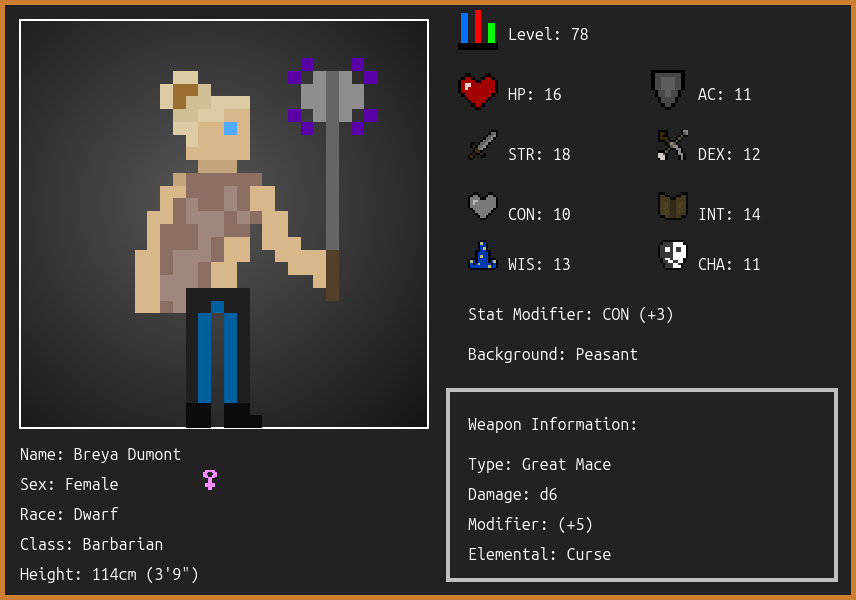 Level: 78
HP: 16
AC: 11
STR: 18
DEX: 12
CON: 10
INT: 14
WIS: 13
CHA: 11
Stat Modifier: CON (+3)
Background: Peasant
Weapon Information:
Type: Great Mace
Damage: d6
Modifier: (+5)
Elemental: Curse
Name: Breya Dumont
Sex: Female
Race: Dwarf
Class: Barbarian
Height: 114cm (3'9")